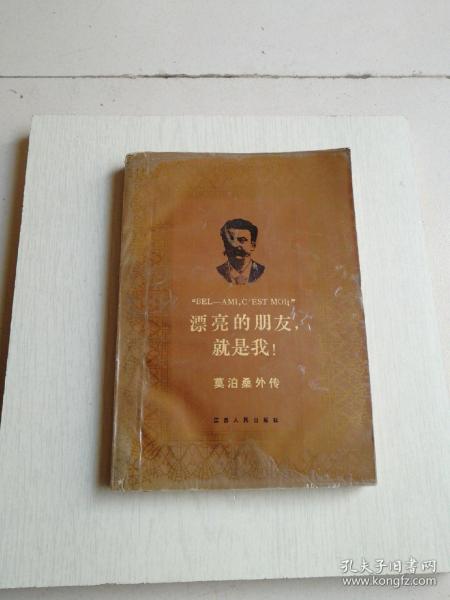 "BEL—AMI, C'EST MOI!"
漂亮的朋友,
就是我!
莫泊桑外传
江西人民出版社
孔夫子旧书网
www.kongfz.com